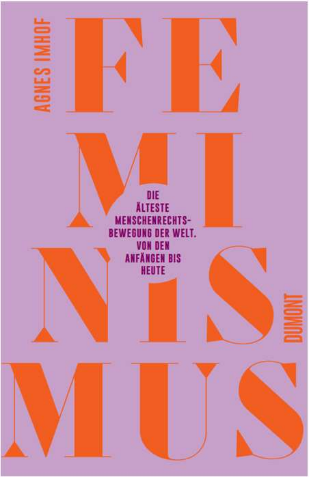 AGNES IMHOF
FE
MI
DIE
ÄLTESTE
MENSCHENRECHTS-
BEWEGUNG DER WELT.
VON DEN
ANFÄNGEN BIS
HEUTE
NIS
DUMONT
MUS